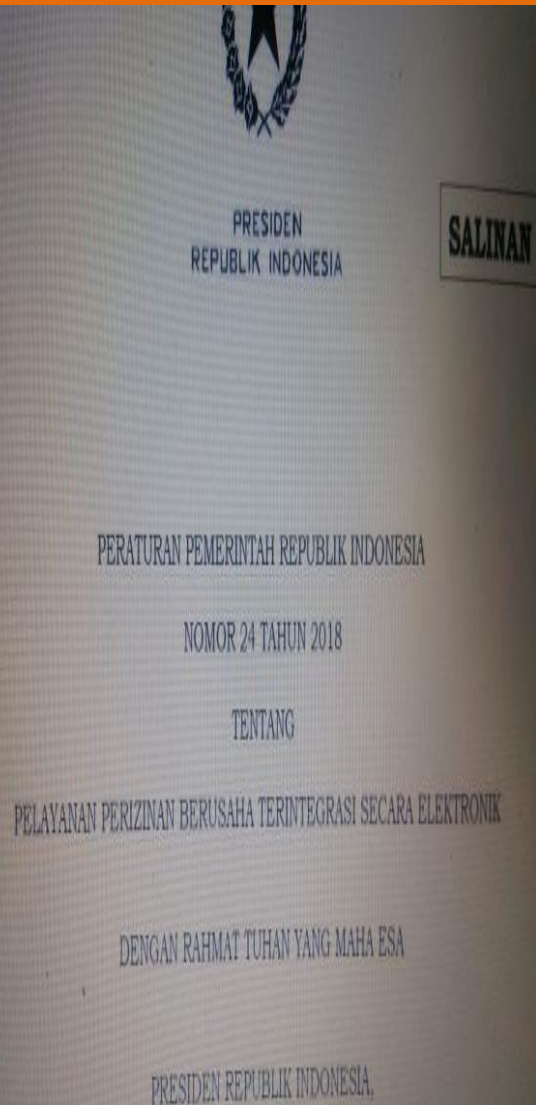 PRESIDEN
REPUBLIK INDONESIA
SALINAN
PERATURAN PEMERINTAH REPUBLIK INDONESIA
NOMOR 24 TAHUN 2018
TENTANG
PELAYANAN PERIZINAN BERUSAHA TERINTEGRASI SECARA ELEKTRONIK
DENGAN RAHMAT TUHAN YANG MAHA ESA
PRESIDEN REPUBLIK INDONESIA,